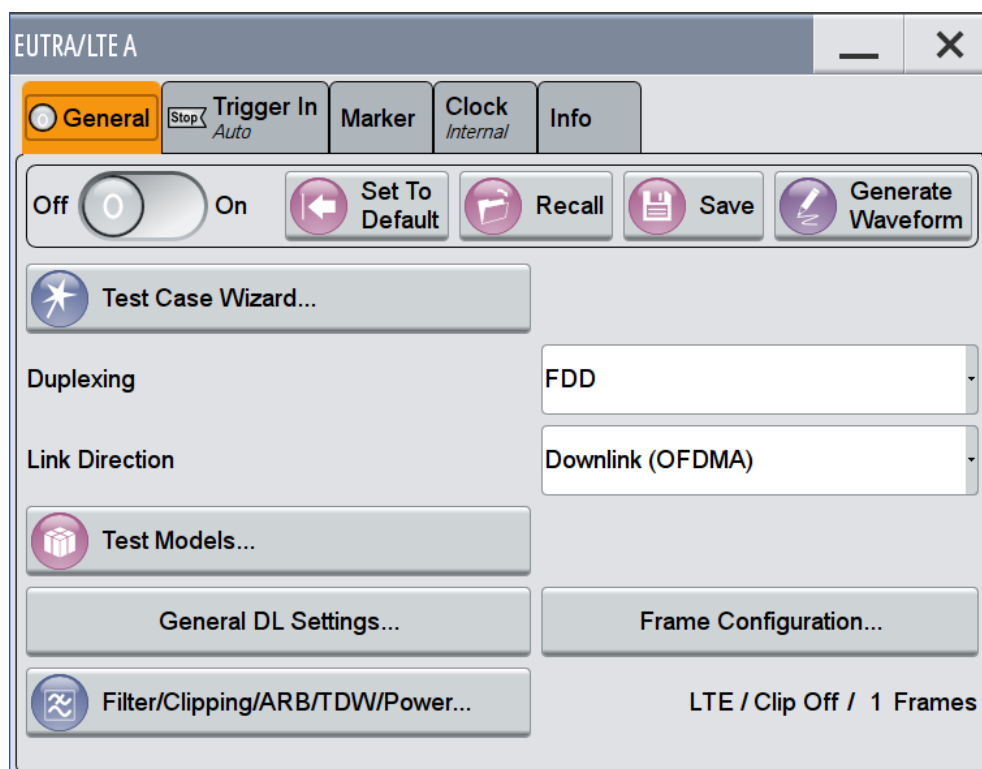 EUTRA/LTE A
General
Stop Trigger In
Auto
Marker
Clock
Internal
Info
Off 0 On
Set To
Default
Recall
Save
Generate
Waveform
Test Case Wizard...
Duplexing
FDD
Link Direction
Downlink (OFDMA)
Test Models...
General DL Settings...
Frame Configuration...
Filter/Clipping/ARB/TDW/Power...
LTE / Clip Off / 1 Frames